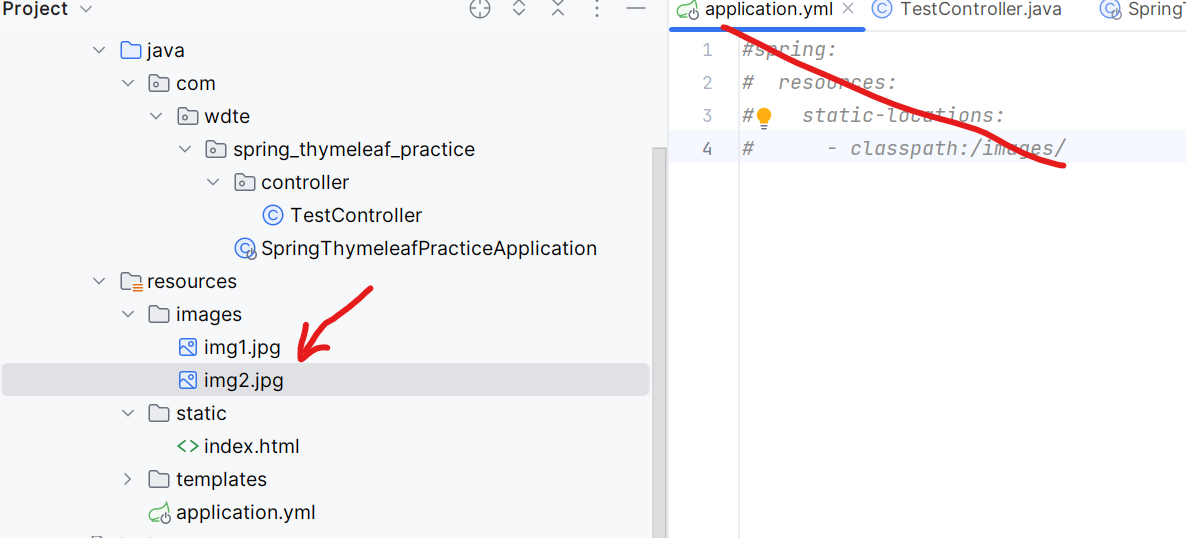 Project
java
com
wdte
spring_thymeleaf_practice
controller
TestController
SpringThymeleafPracticeApplication
resources
images
img1.jpg
img2.jpg
static
index.html
templates
application.yml
application.yml TestController.java
1 #spring:
2 #  resources:
3 #    static-locations:
4 #      - classpath:/images/